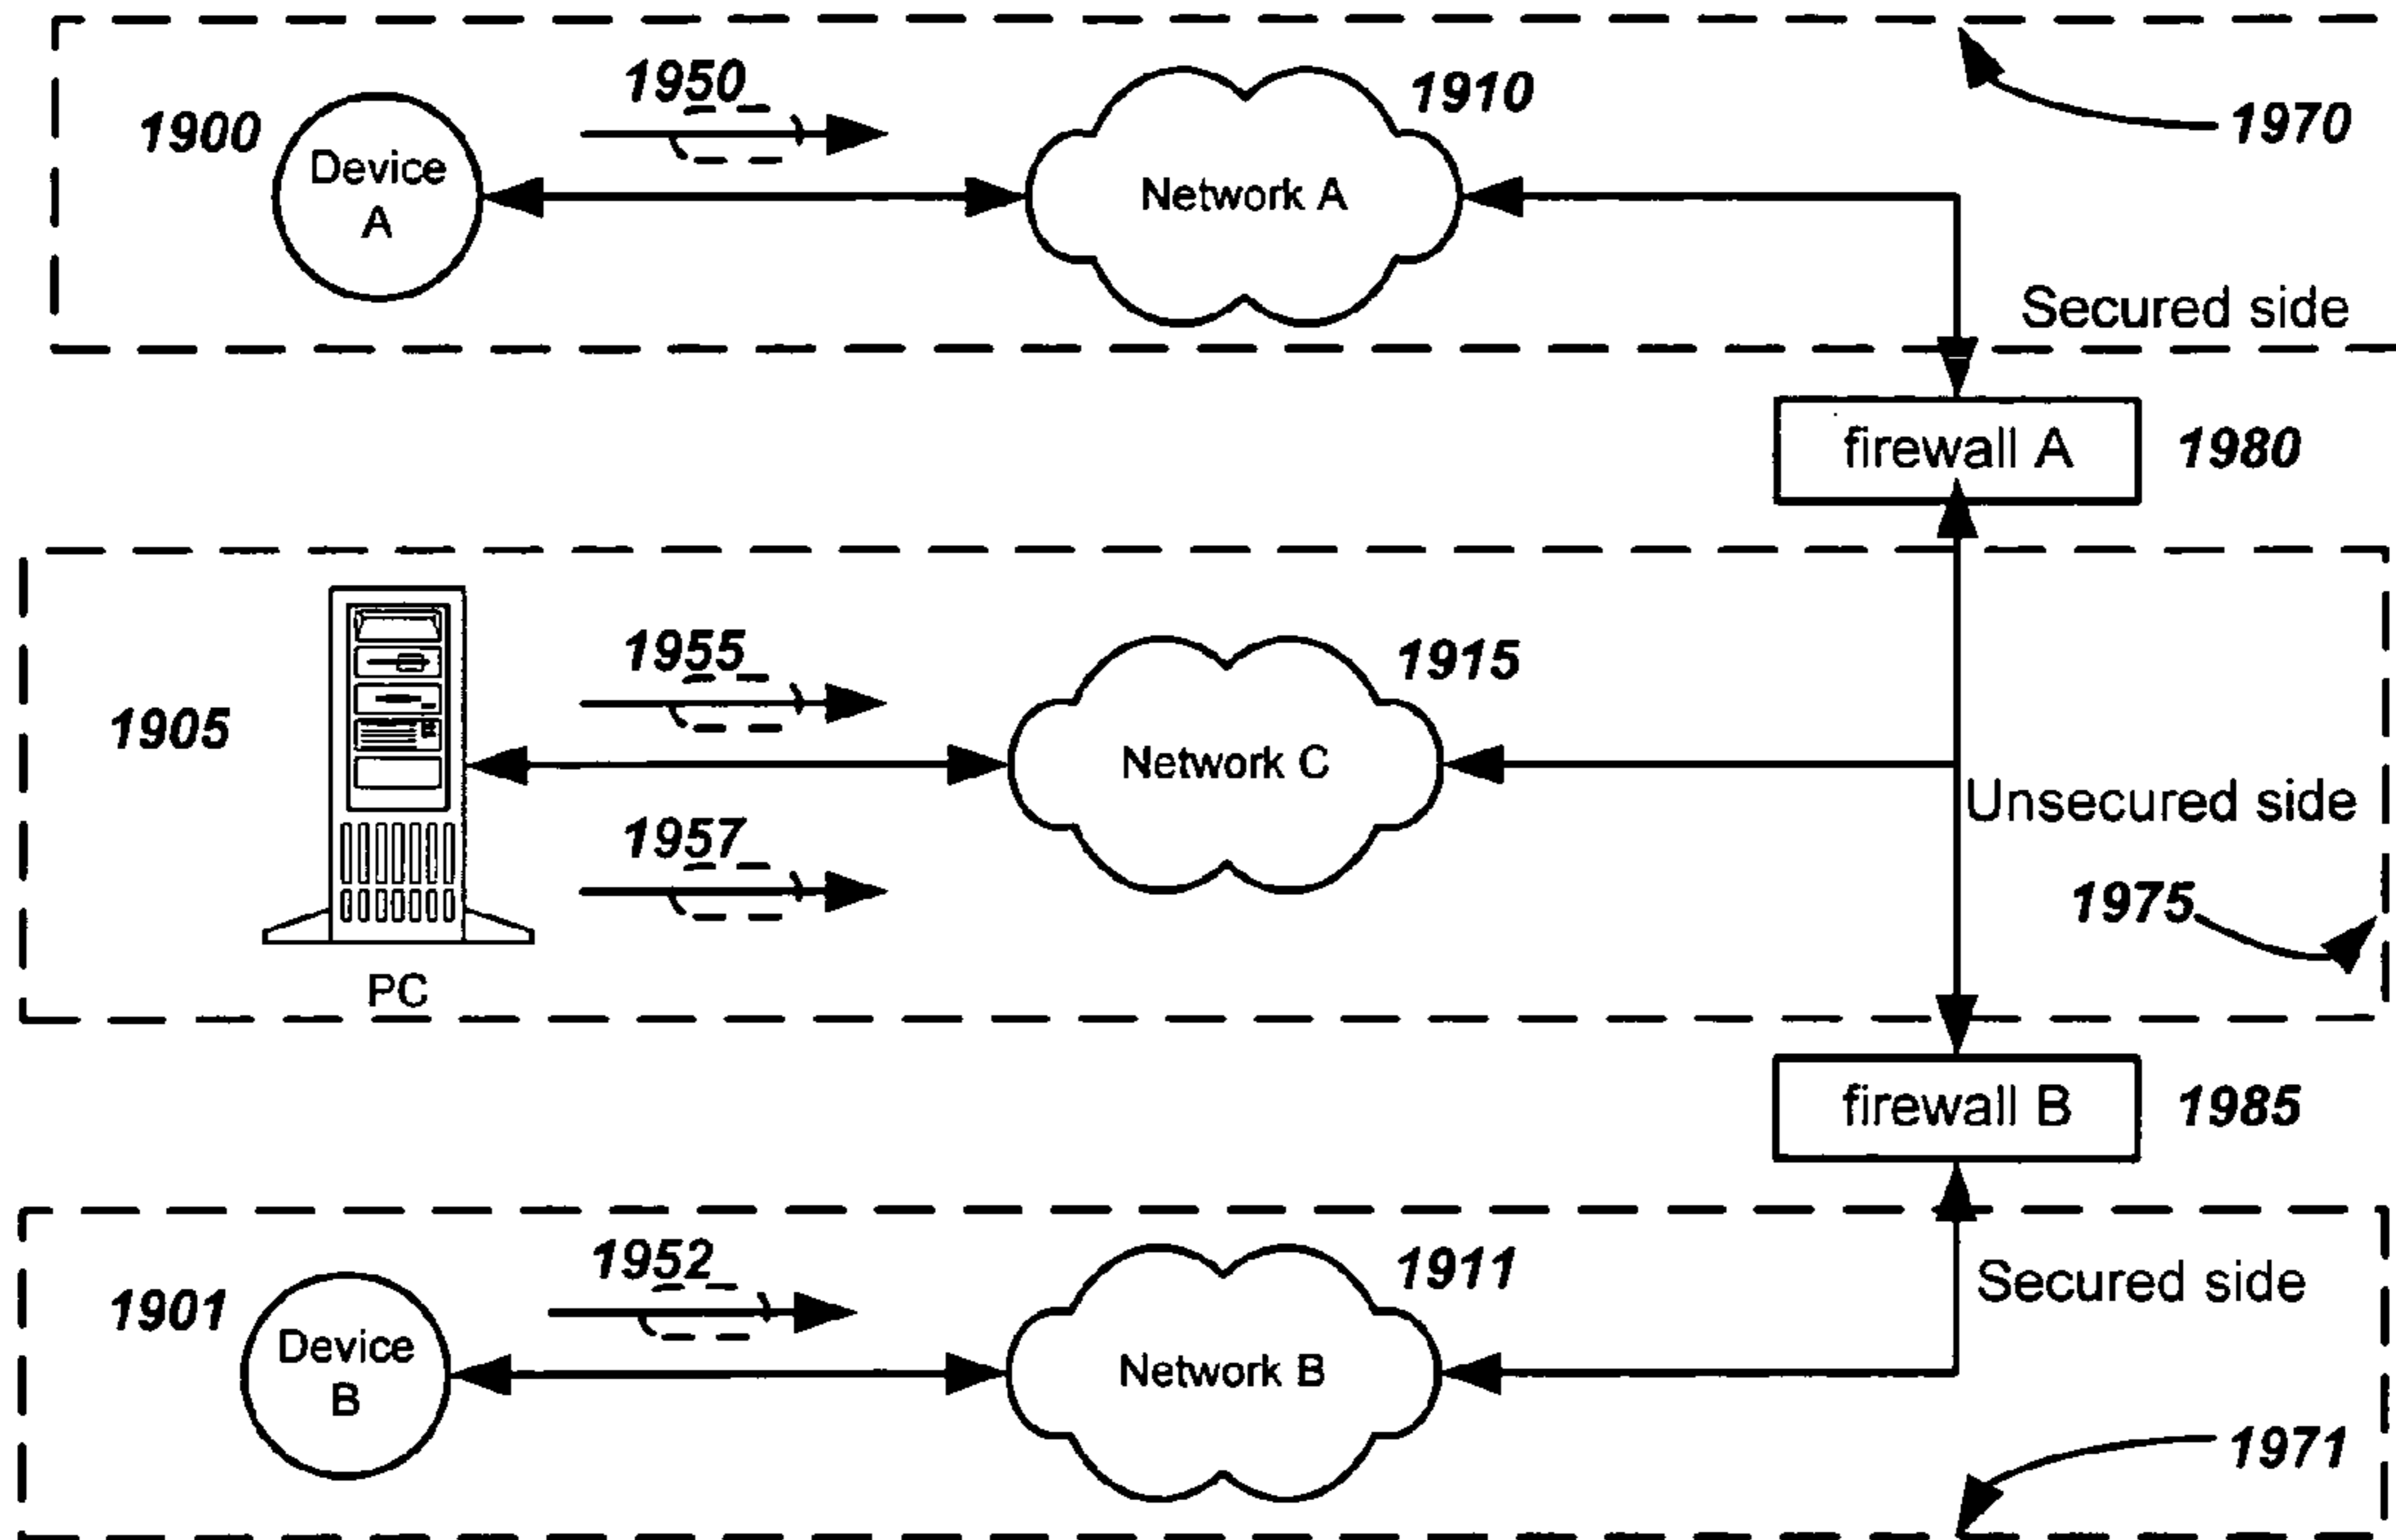 1950
1910
1900
1970
Device
A
Network A
Secured side
firewall A
1980
1955
1915
1905
Network C
Unsecured side
1957
1975
PC
firewall B
1985
1952
1911
1901
Secured side
Device
B
Network B
1971